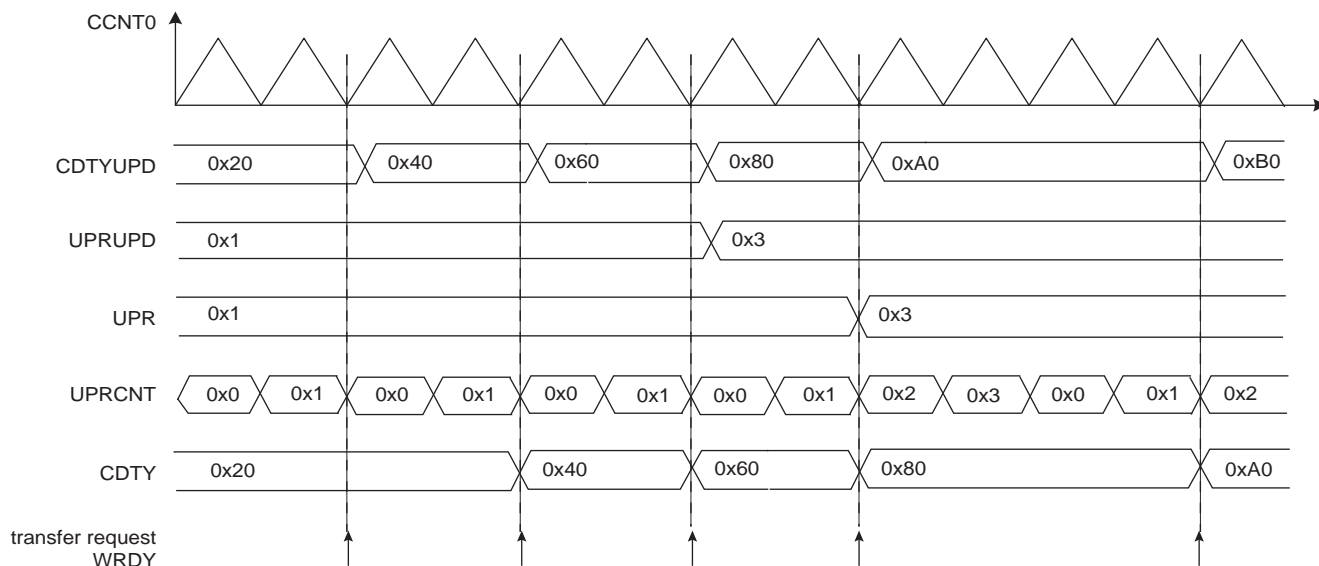 CCNT0
CDTYUPD 0x20 0x40 0x60 0x80 0xA0 0xB0
UPRUPD 0x1 0x3
UPR 0x1 0x3
UPRCNT 0x0 0x1 0x0 0x1 0x0 0x1 0x0 0x1 0x2 0x3 0x0 0x1 0x2
CDTY 0x20 0x40 0x60 0x80 0xA0
transfer request
WRDY